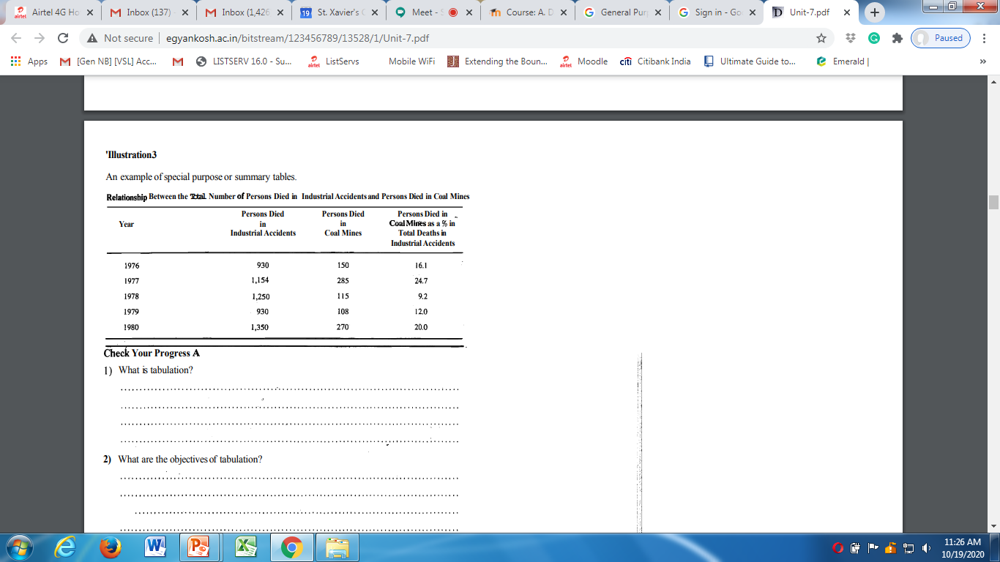 Airtel 4G Ho
Inbox (137)
Inbox (1,426
19 St. Xavier's C
Meet - S
Course: A. D
General Pur
Sign in - Go
D Unit-7.pdf
Not secure | egyankosh.ac.in/bitstream/123456789/13528/1/Unit-7.pdf
Paused
Apps [Gen NB] [VSL] Acc... LISTSERV 16.0 - Su... airtel ListServs Mobile WiFi Extending the Boun... airtel Moodle citi Citibank India Ultimate Guide to... Emerald | »
'Illustration3
An example of special purpose or summary tables.
Relationship Between the Total Number of Persons Died in Industrial Accidents and Persons Died in Coal Mines
Year
Persons Died
in
Industrial Accidents
Persons Died
in
Coal Mines
Persons Died in
Coal Mines as a % in
Total Deaths in
Industrial Accidents
1976 930 150 16.1
1977 1,154 285 24.7
1978 1,250 115 9.2
1979 930 108 12.0
1980 1,350 270 20.0
Check Your Progress A
1) What is tabulation?
2) What are the objectives of tabulation?
11:26 AM
10/19/2020